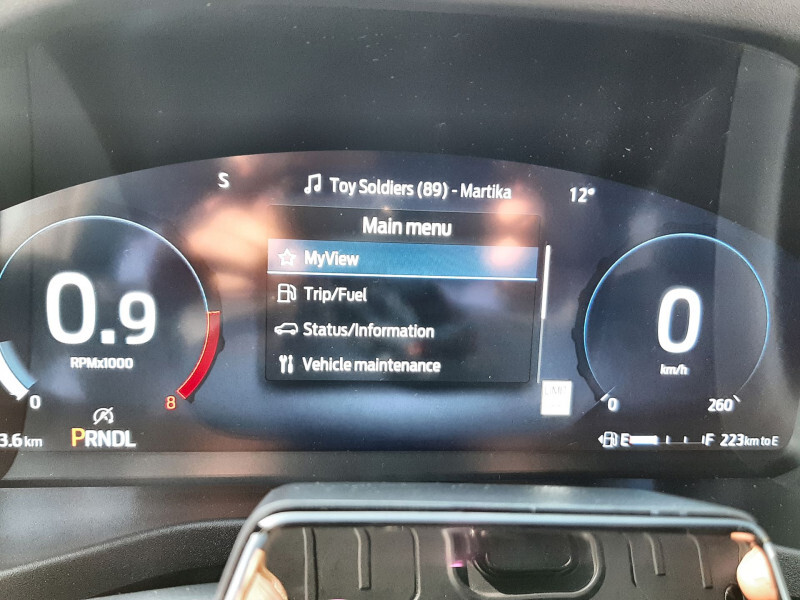 S
Toy Soldiers (89) - Martika
12°
Main menu
MyView
Trip/Fuel
Status/Information
Vehicle maintenance
0.9
RPMx1000
0
8
0
km/h
0
260
LIMIT
3.6 km
PRNDL
E
F
223 km to E